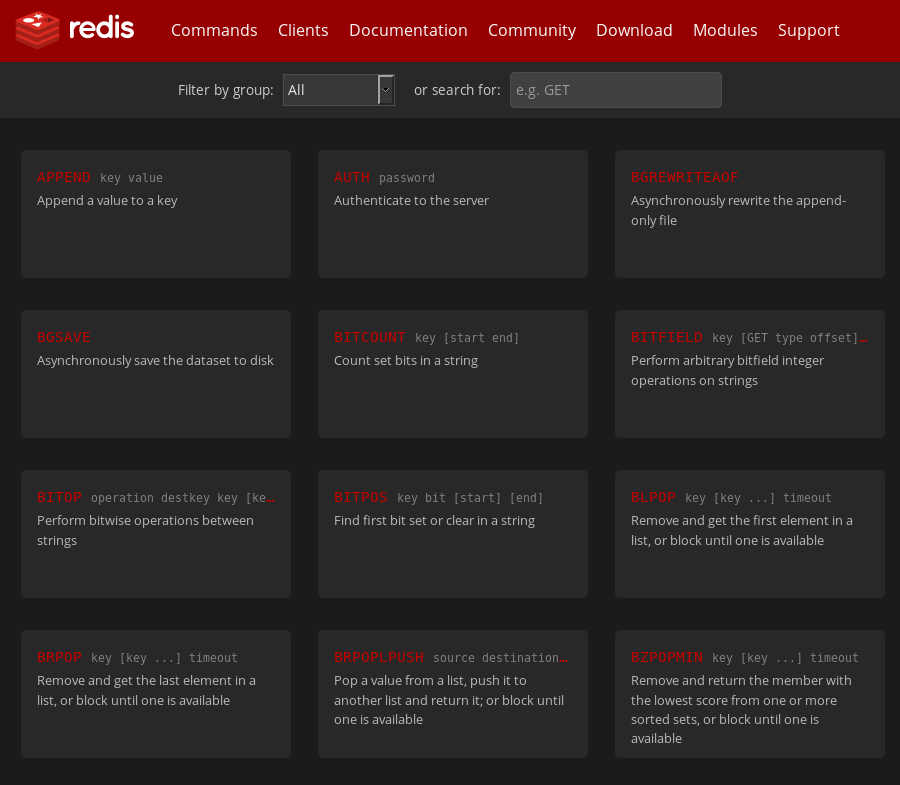 redis Commands Clients Documentation Community Download Modules Support
Filter by group: All or search for: e.g. GET
APPEND key value
Append a value to a key
AUTH password
Authenticate to the server
BGREWRITEAOF
Asynchronously rewrite the append-
only file
BGSAVE
Asynchronously save the dataset to disk
BITCOUNT key [start end]
Count set bits in a string
BITFIELD key [GET type offset]…
Perform arbitrary bitfield integer
operations on strings
BITOP operation destkey key [ke…
Perform bitwise operations between
strings
BITPOS key bit [start] [end]
Find first bit set or clear in a string
BLPOP key [key ...] timeout
Remove and get the first element in a
list, or block until one is available
BRPOP key [key ...] timeout
Remove and get the last element in a
list, or block until one is available
BRPOPLPUSH source destination…
Pop a value from a list, push it to
another list and return it; or block until
one is available
BZPOPMIN key [key ...] timeout
Remove and return the member with
the lowest score from one or more
sorted sets, or block until one is
available